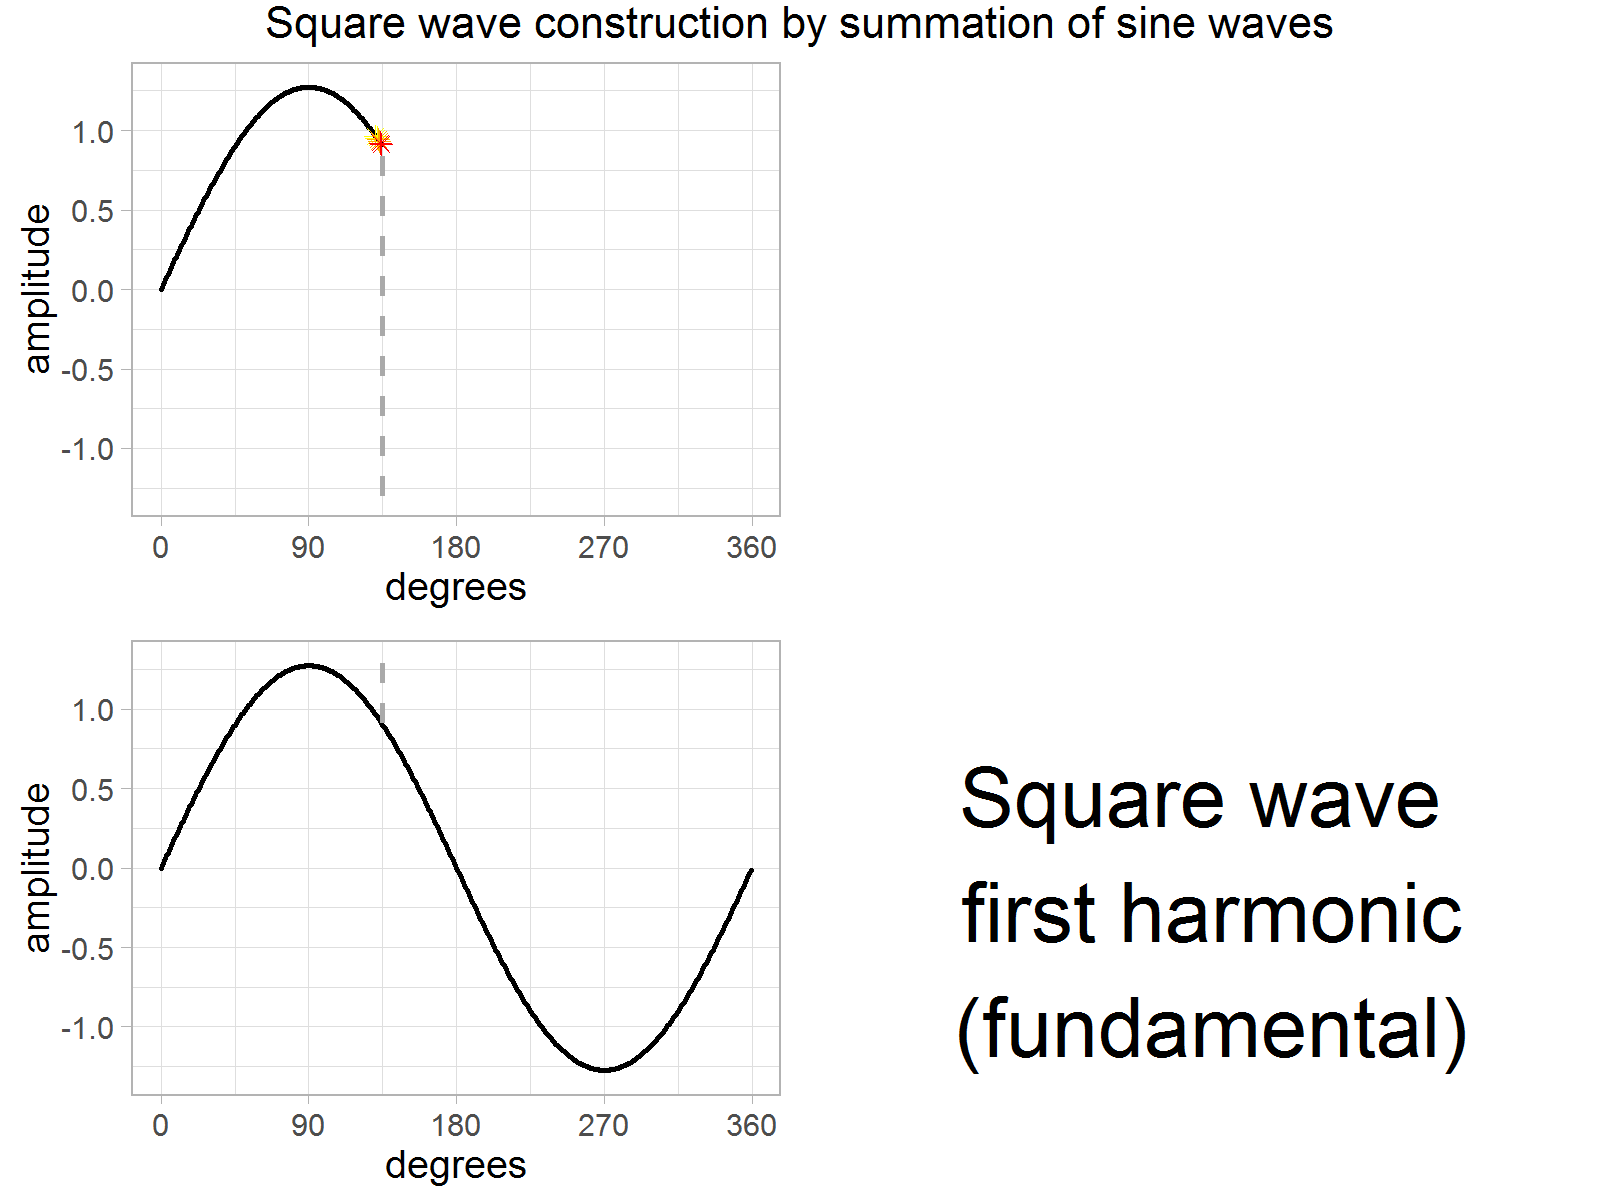 Square wave construction by summation of sine waves
amplitude
1.0
0.5
0.0
-0.5
-1.0
0 90 180 270 360
degrees
amplitude
1.0
0.5
0.0
-0.5
-1.0
0 90 180 270 360
degrees
Square wave
first harmonic
(fundamental)